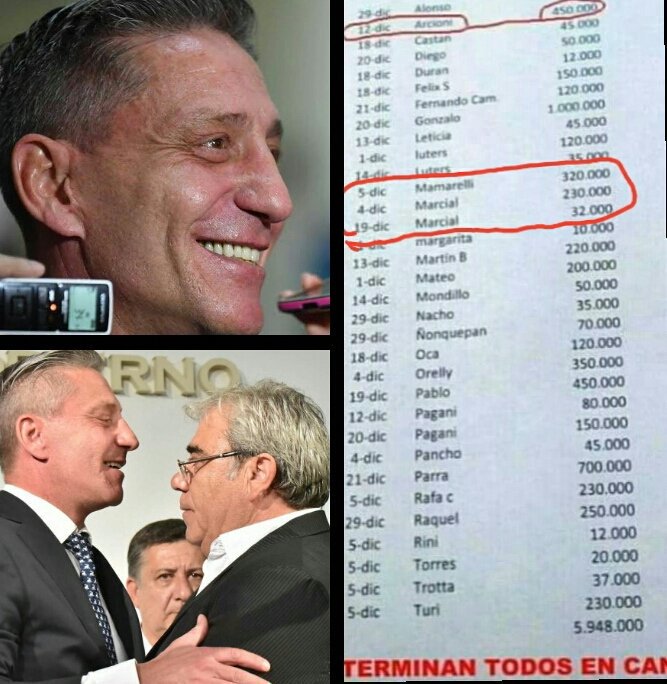 ERNO
29-dic Alonso
12-dic Arcioni 450.000
18-dic Castan 45.000
20-dic Diego 50.000
18-dic Duran 12.000
18-dic Felix S 150.000
21-dic Fernando Cam 120.000
20-dic Gonzalo 1.000.000
13-dic Leticia 45.000
1-dic luters 120.000
14-dic Luters 35.000
5-dic Mamarelli 320.000
4-dic Marcial 230.000
19-dic Marcial 32.000
-dic margarita 10.000
13-dic Martin B 220.000
1-dic Mateo 200.000
14-dic Mondillo 50.000
29-dic Nacho 35.000
29-dic Ñonquepan 70.000
18-dic Oca 120.000
4-dic Orelly 350.000
19-dic Pablo 450.000
12-dic Pagani 80.000
20-dic Pagani 150.000
4-dic Pancho 45.000
21-dic Parra 700.000
5-dic Rafa c 230.000
29-dic Raquel 250.000
5-dic Rini 12.000
5-dic Torres 20.000
5-dic Trotta 37.000
5-dic Turi 230.000
5.948.000
TERMINAN TODOS EN CAN